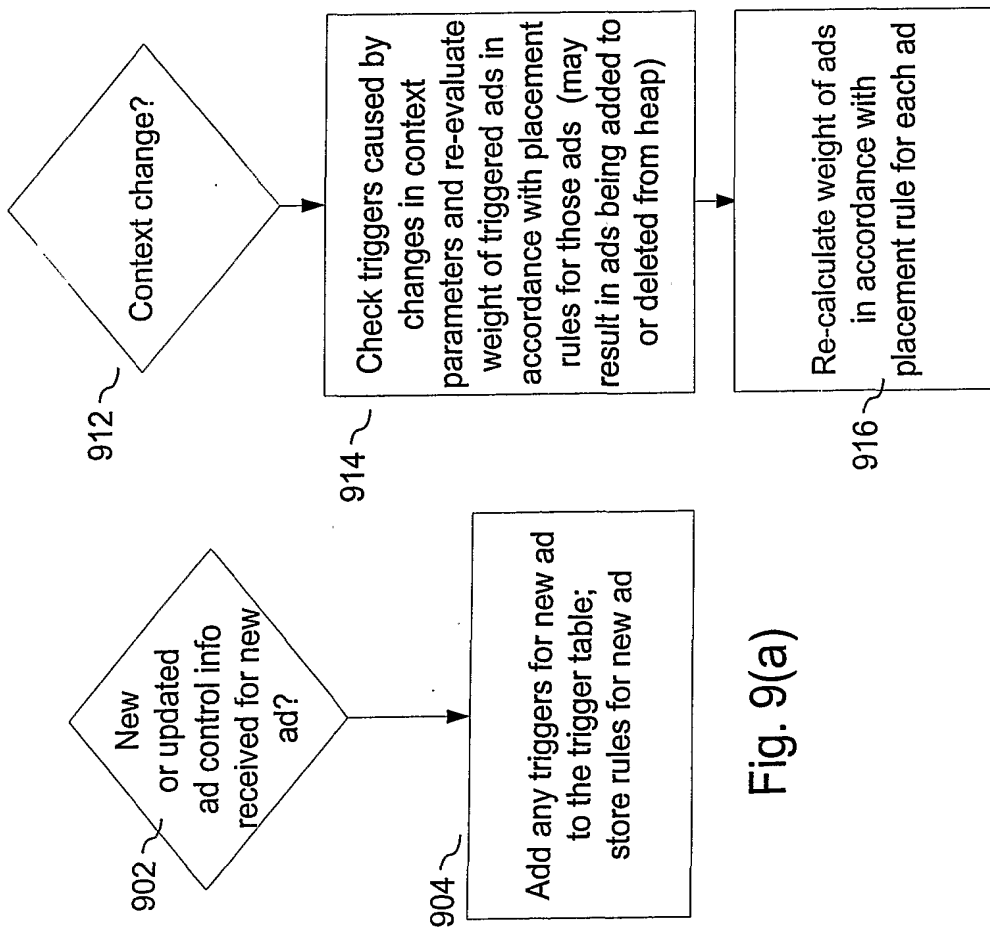 902
New
or updated
ad control info
received for new
ad?
904
Add any triggers for new ad
to the trigger table;
store rules for new ad
912
Context change?
914
Check triggers caused by
changes in context
parameters and re-evaluate
weight of triggered ads in
accordance with placement
rules for those ads (may
result in ads being added to
or deleted from heap)
Re-calculate weight of ads
in accordance with
placement rule for each ad
916
Fig. 9(a)